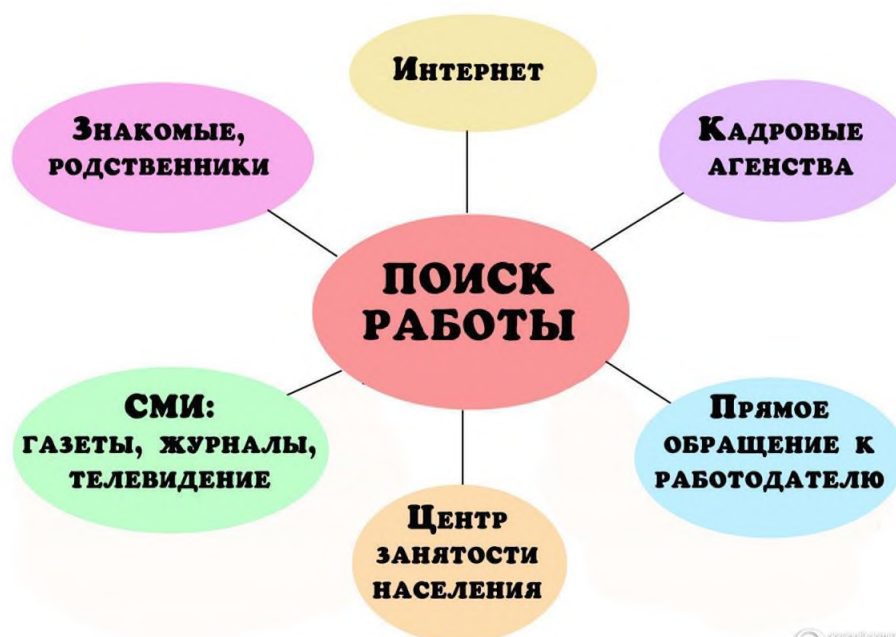 Интернет
Знакомые,
родственники
Кадровые
агенства
ПОИСК
РАБОТЫ
СМИ:
газеты, журналы,
телевидение
Прямое
обращение к
работодателю
Центр
занятости
населения